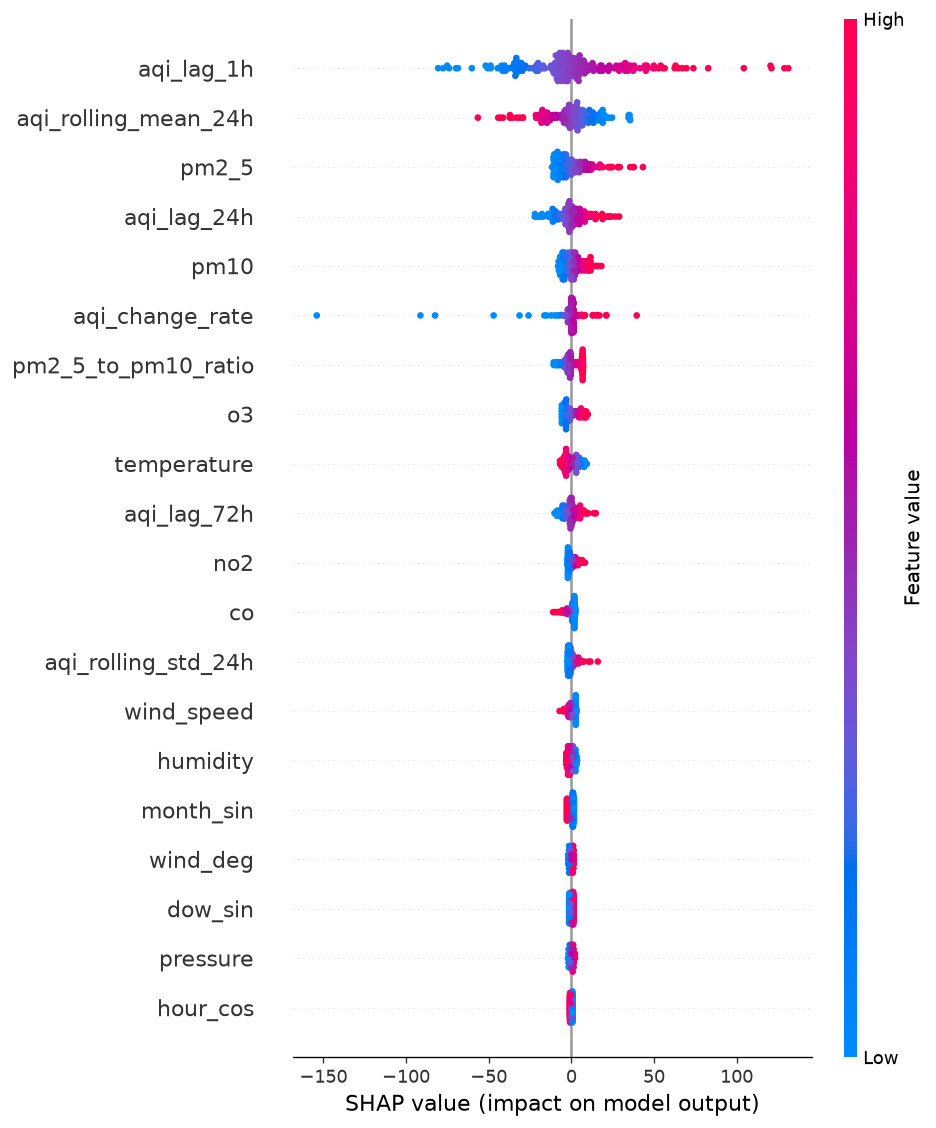 High
aqi_lag_1h
aqi_rolling_mean_24h
pm2_5
aqi_lag_24h
pm10
aqi_change_rate
pm2_5_to_pm10_ratio
o3
temperature
aqi_lag_72h
no2
co
aqi_rolling_std_24h
wind_speed
humidity
month_sin
wind_deg
dow_sin
pressure
hour_cos
Feature value
Low
−150 −100 −50 0 50 100
SHAP value (impact on model output)